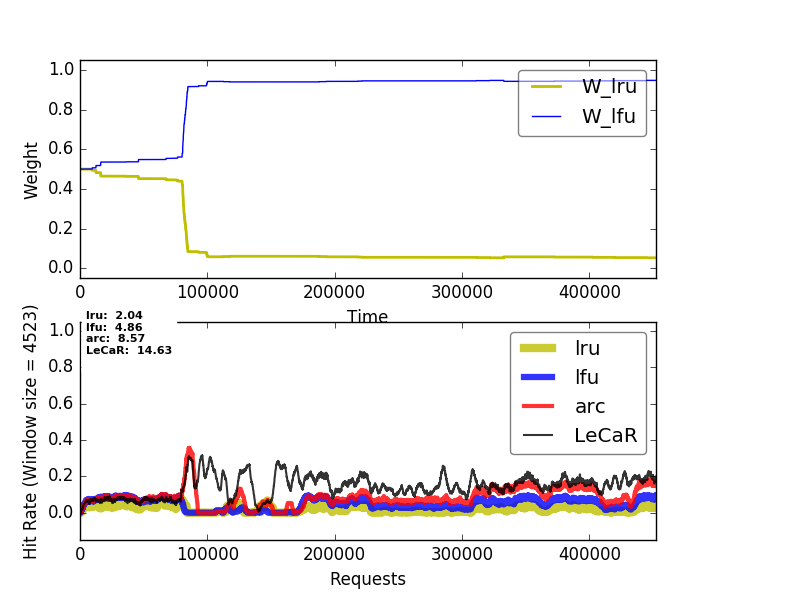 1.0
0.8
0.6
0.4
0.2
0.0
Weight
W_lru
W_lfu
0
100000
200000
300000
400000
Time
lru: 2.04
lfu: 4.86
arc: 8.57
LeCaR: 14.63
1.0
0.8
0.6
0.4
0.2
0.0
Hit Rate (Window size = 4523)
lru
lfu
arc
LeCaR
0
100000
200000
300000
400000
Requests